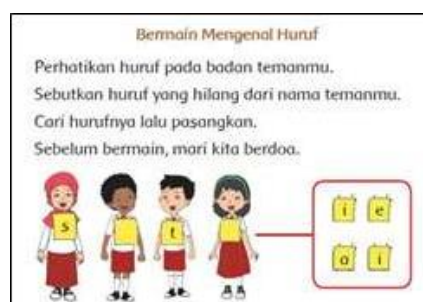 Bermain Mengenal Huruf
Perhatikan huruf pada badan temanmu.
Sebutkan huruf yang hilang dari nama temanmu.
Cari hurufnya lalu pasangkan.
Sebelum bermain, mari kita berdoa.
s t
i e
a i